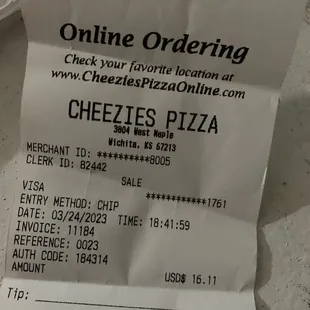 Online Ordering
Check your favorite location at
www.CheeziesPizzaOnline.com
CHEEZIES PIZZA
3804 West Maple
Wichita, KS 67213
MERCHANT ID: **********8005
CLERK ID: 82442
SALE
VISA ************1761
ENTRY METHOD: CHIP
DATE: 03/24/2023 TIME: 18:41:59
INVOICE: 11184
REFERENCE: 0023
AUTH CODE: 184314
AMOUNT USD$ 16.11
Tip: